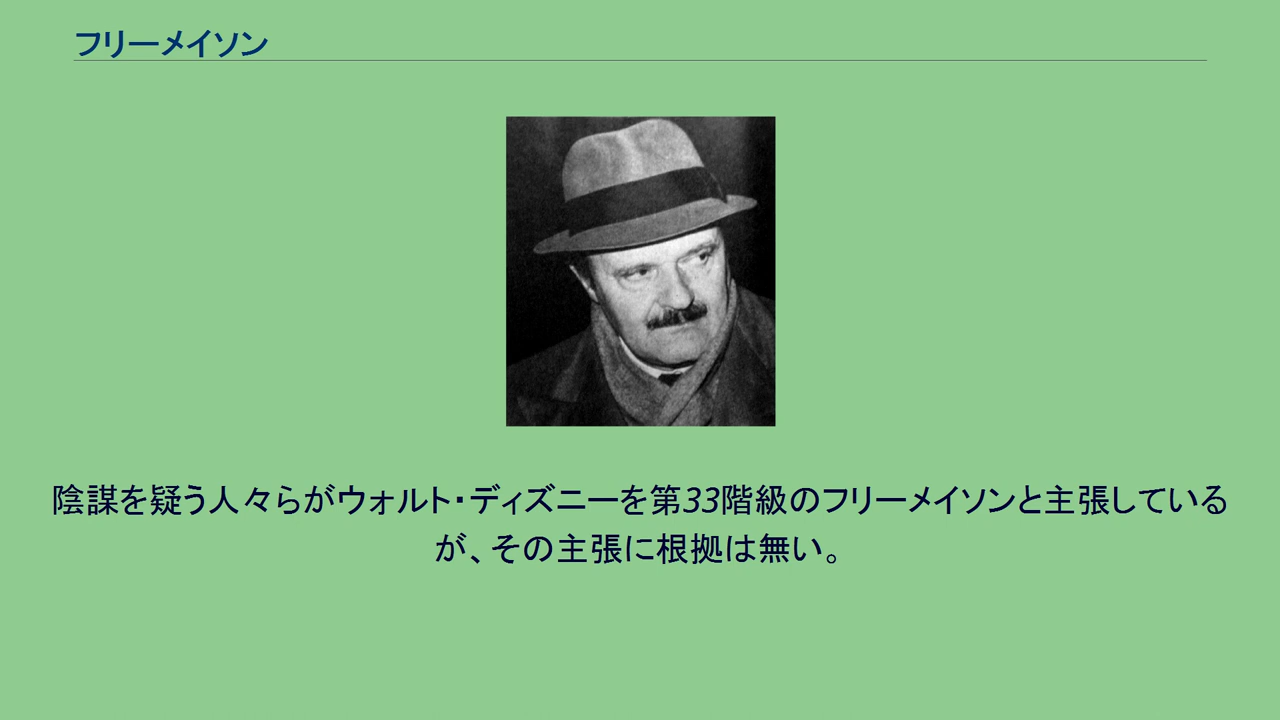 フリーメイソン
陰謀を疑う人々らがウォルト・ディズニーを第33階級のフリーメイソンと主張している
が、その主張に根拠は無い。